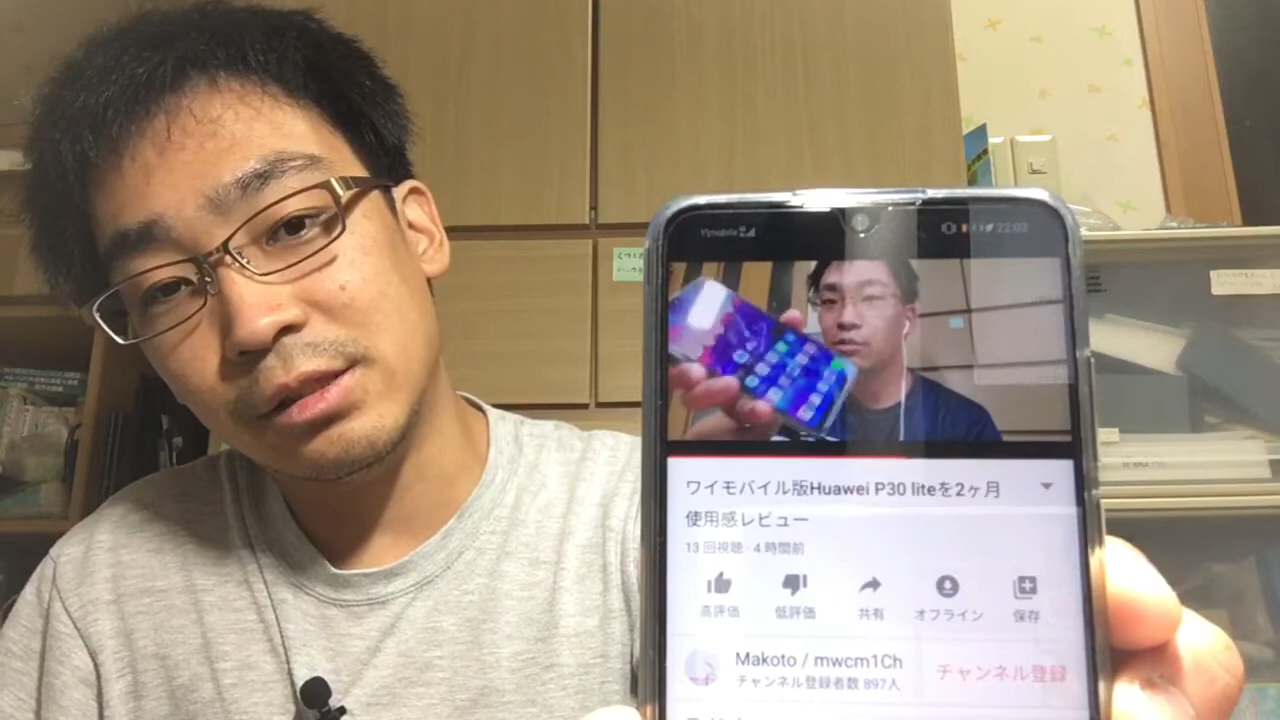 Y!mobile
22:03
ワイモバイル版Huawei P30 liteを2ヶ月
使用感レビュー
13 回視聴・4 時間前
高評価
低評価
共有
オフライン
保存
Makoto / mwcm1Ch
チャンネル登録者数 897人
チャンネル登録